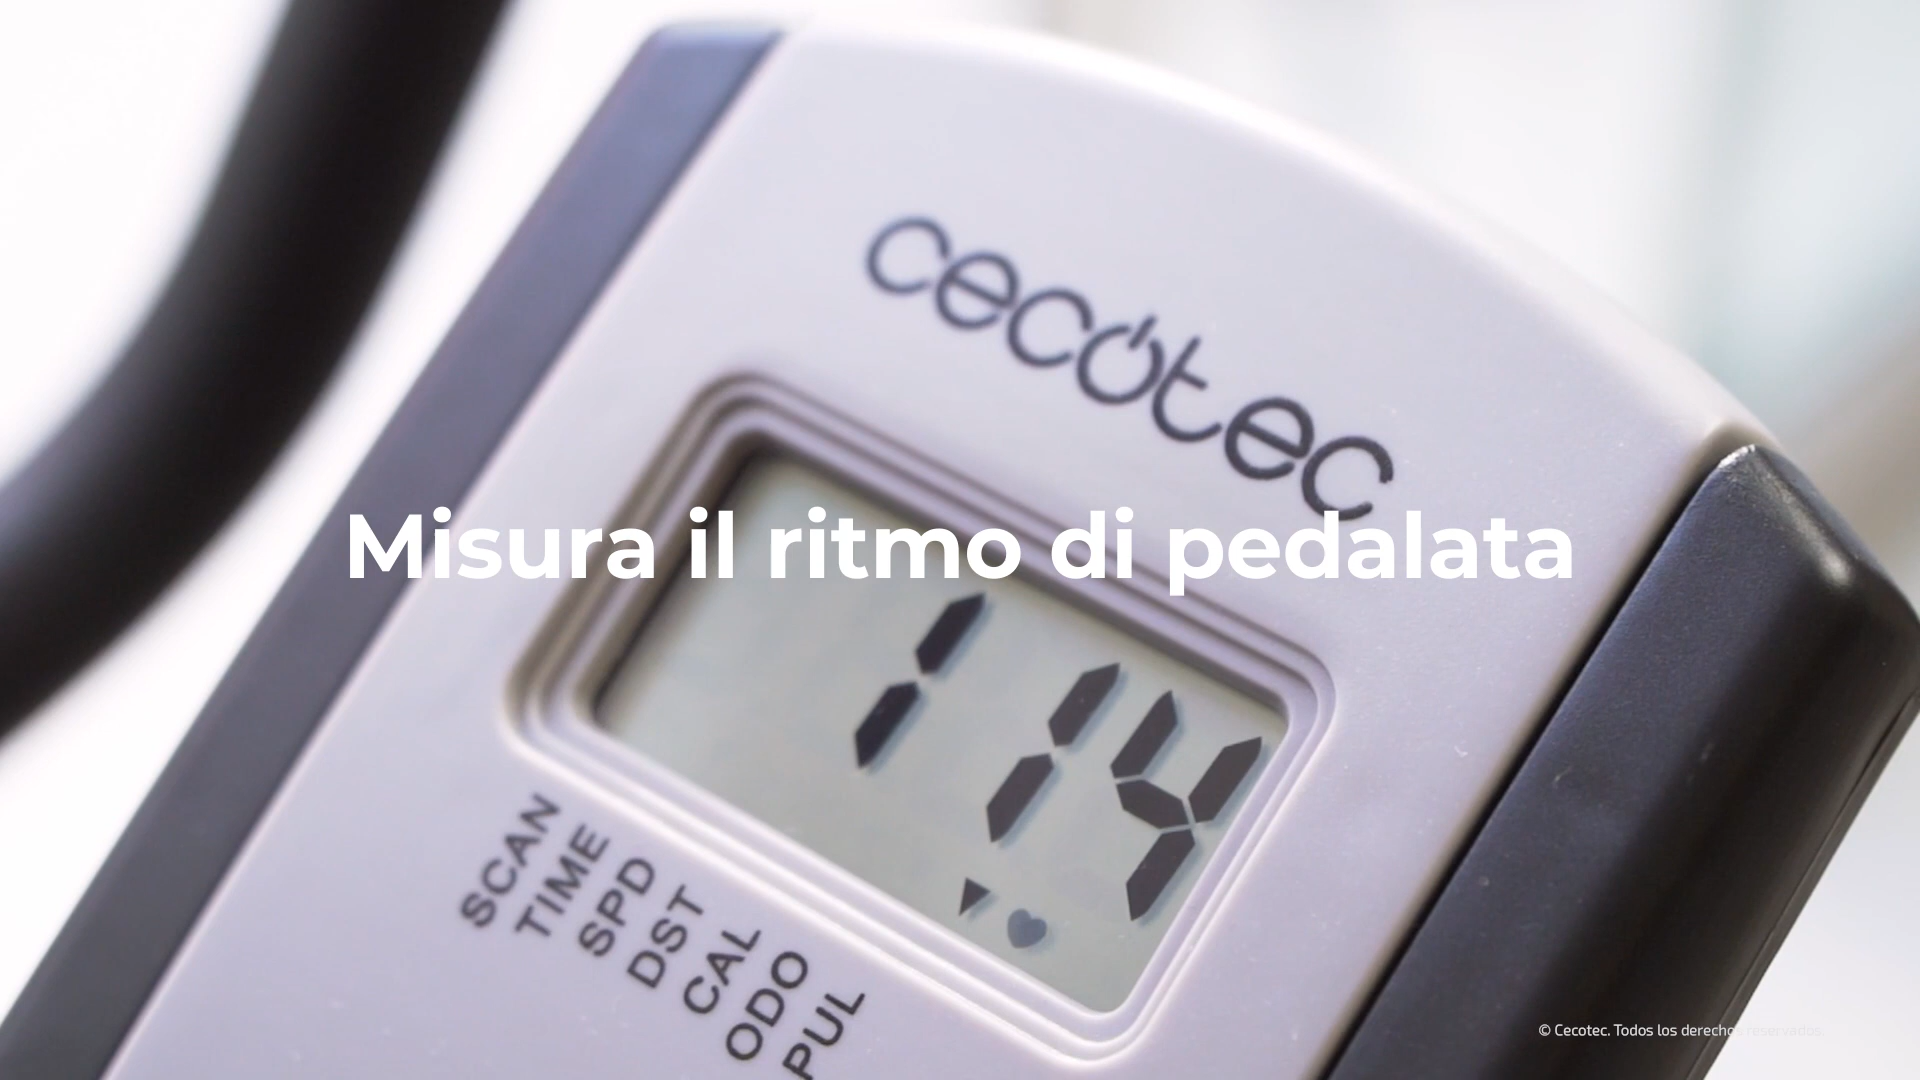 cecotec
Misura il ritmo di pedalata
114
SCAN
TIME
SPD
DST
CAL
ODO
PUL
© Cecotec. Todos los derechos reservados.